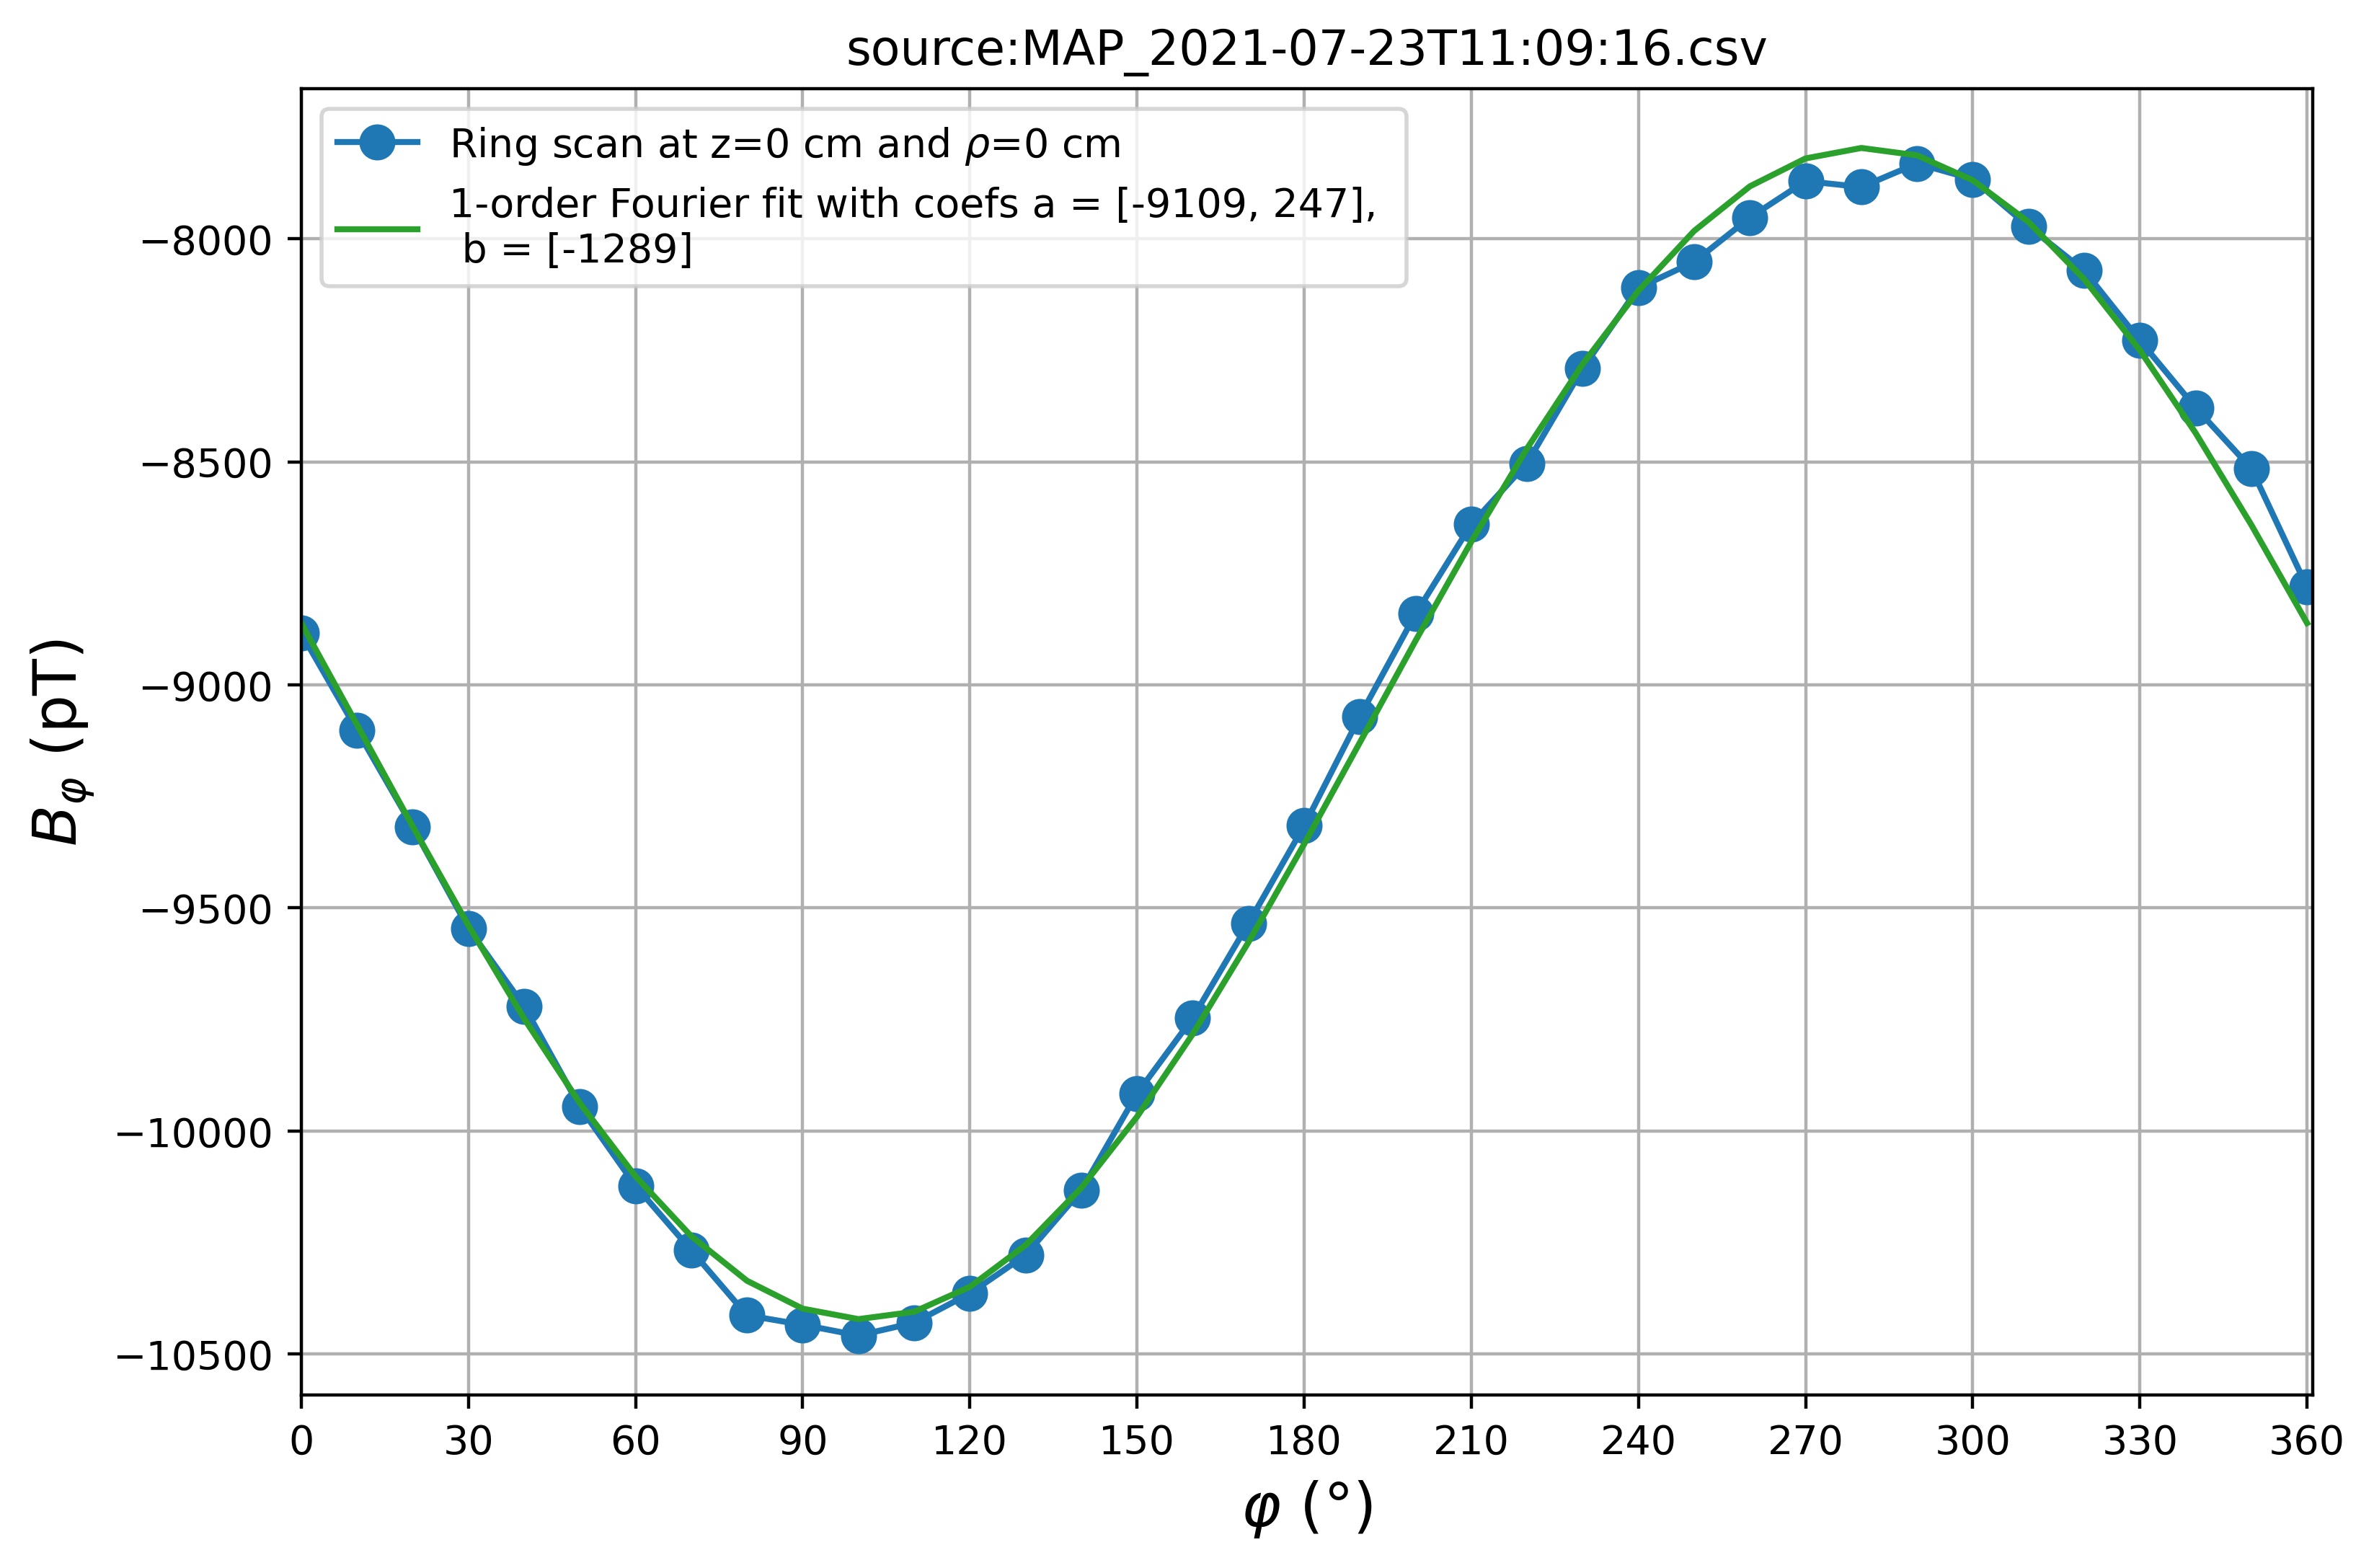 source:MAP_2021-07-23T11:09:16.csv
Ring scan at z=0 cm and ρ=0 cm
1-order Fourier fit with coefs a = [-9109, 247],
b = [-1289]
−8000
−8500
−9000
−9500
−10000
−10500
Bφ (pT)
0 30 60 90 120 150 180 210 240 270 300 330 360
φ (°)